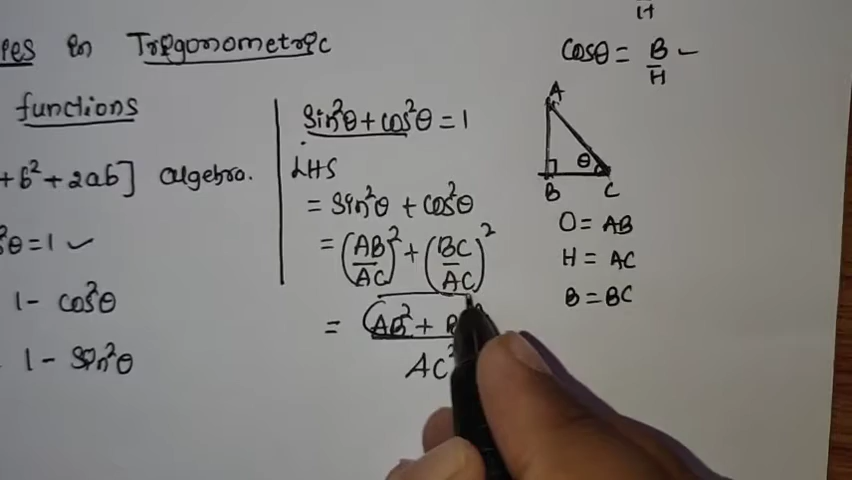 in Trigonometric
functions
+ b² + 2ab] algebra.
θ = 1 ✓
1 - cos²θ
1 - sin²θ
sin²θ + cos²θ = 1
LHS
= sin²θ + cos²θ
= (AB/AC)² + (BC/AC)²
= (AB² +
AC²
H
cosθ = B/H
A
θ
B C
O = AB
H = AC
B = BC